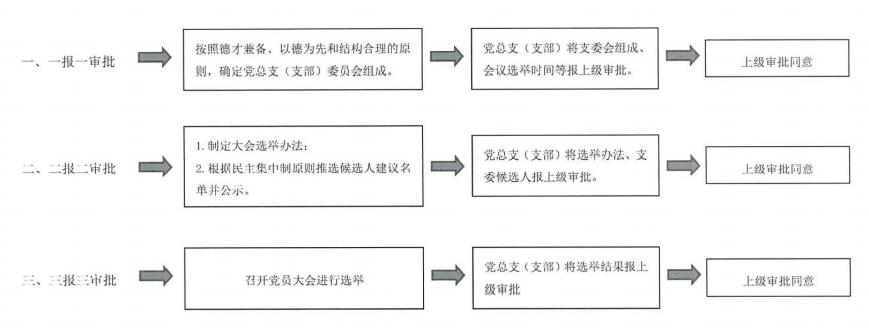 一、一报一审批
按照德才兼备、以德为先和结构合理的原
则，确定党总支（支部）委员会组成。
党总支（支部）将支委会组成、
会议选举时间等报上级审批。
上级审批同意
二、二报二审批
1.制定大会选举办法；
2.根据民主集中制原则推选候选人建议名
单并公示。
党总支（支部）将选举办法、支
委候选人报上级审批。
上级审批同意
三、三报三审批
召开党员大会进行选举
党总支（支部）将选举结果报上
级审批
上级审批同意